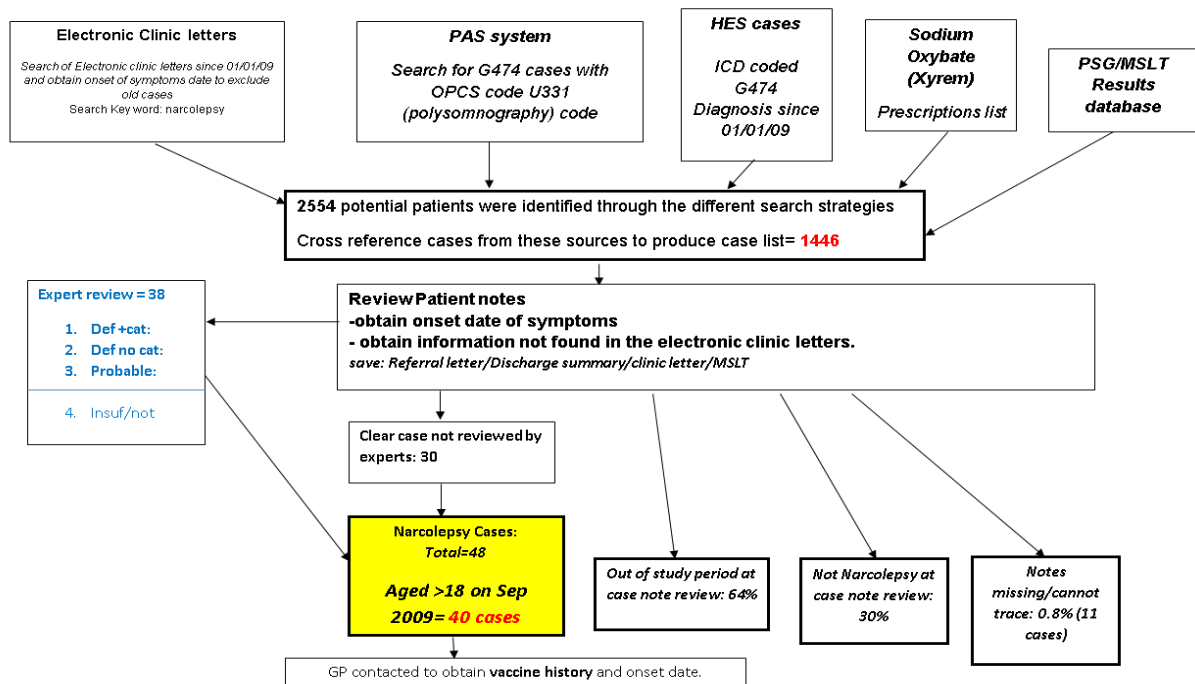 Electronic Clinic letters
Search of Electronic clinic letters since 01/01/09
and obtain onset of symptoms date to exclude
old cases
Search Key word: narcolepsy
PAS system
Search for G474 cases with
OPCS code U331
(polysomnography) code
HES cases
ICD coded
G474
Diagnosis since
01/01/09
Sodium
Oxybate
(Xyrem)
Prescriptions list
PSG/MSLT
Results
database
2554 potential patients were identified through the different search strategies
Cross reference cases from these sources to produce case list= 1446
Expert review = 38
1. Def +cat:
2. Def no cat:
3. Probable:
4. Insuf/not
Review Patient notes
-obtain onset date of symptoms
- obtain information not found in the electronic clinic letters.
save: Referral letter/Discharge summary/clinic letter/MSLT
Clear case not reviewed by
experts: 30
Narcolepsy Cases:
Total=48
Aged >18 on Sep
2009= 40 cases
Out of study period at
case note review: 64%
Not Narcolepsy at
case note review:
30%
Notes
missing/cannot
trace: 0.8% (11
cases)
GP contacted to obtain vaccine history and onset date.